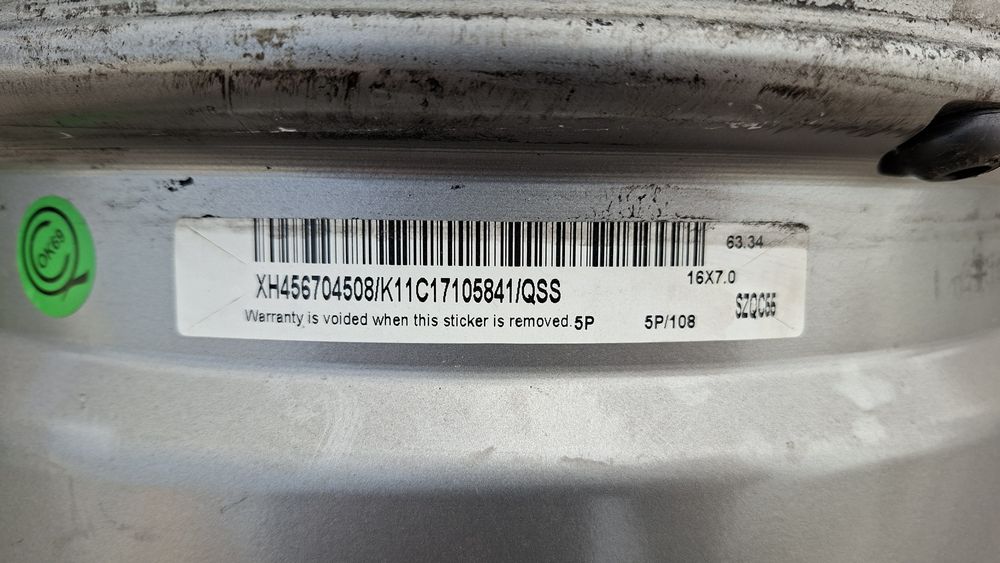 OK69
63.34
16X7.0
XH456704508/K11C17105841/QSS
SZQC55
Warranty is voided when this sticker is removed. 5P 5P/108